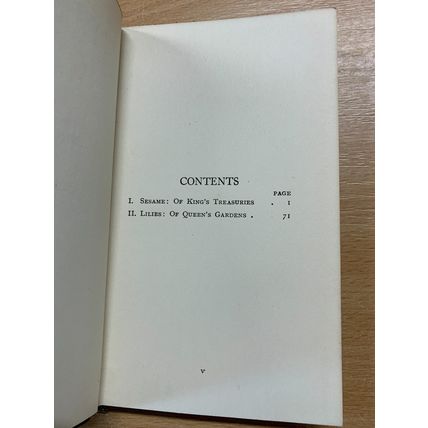 CONTENTS
PAGE
I. Sesame: Of King's Treasuries . 1
II. Lilies: Of Queen's Gardens . 71
v